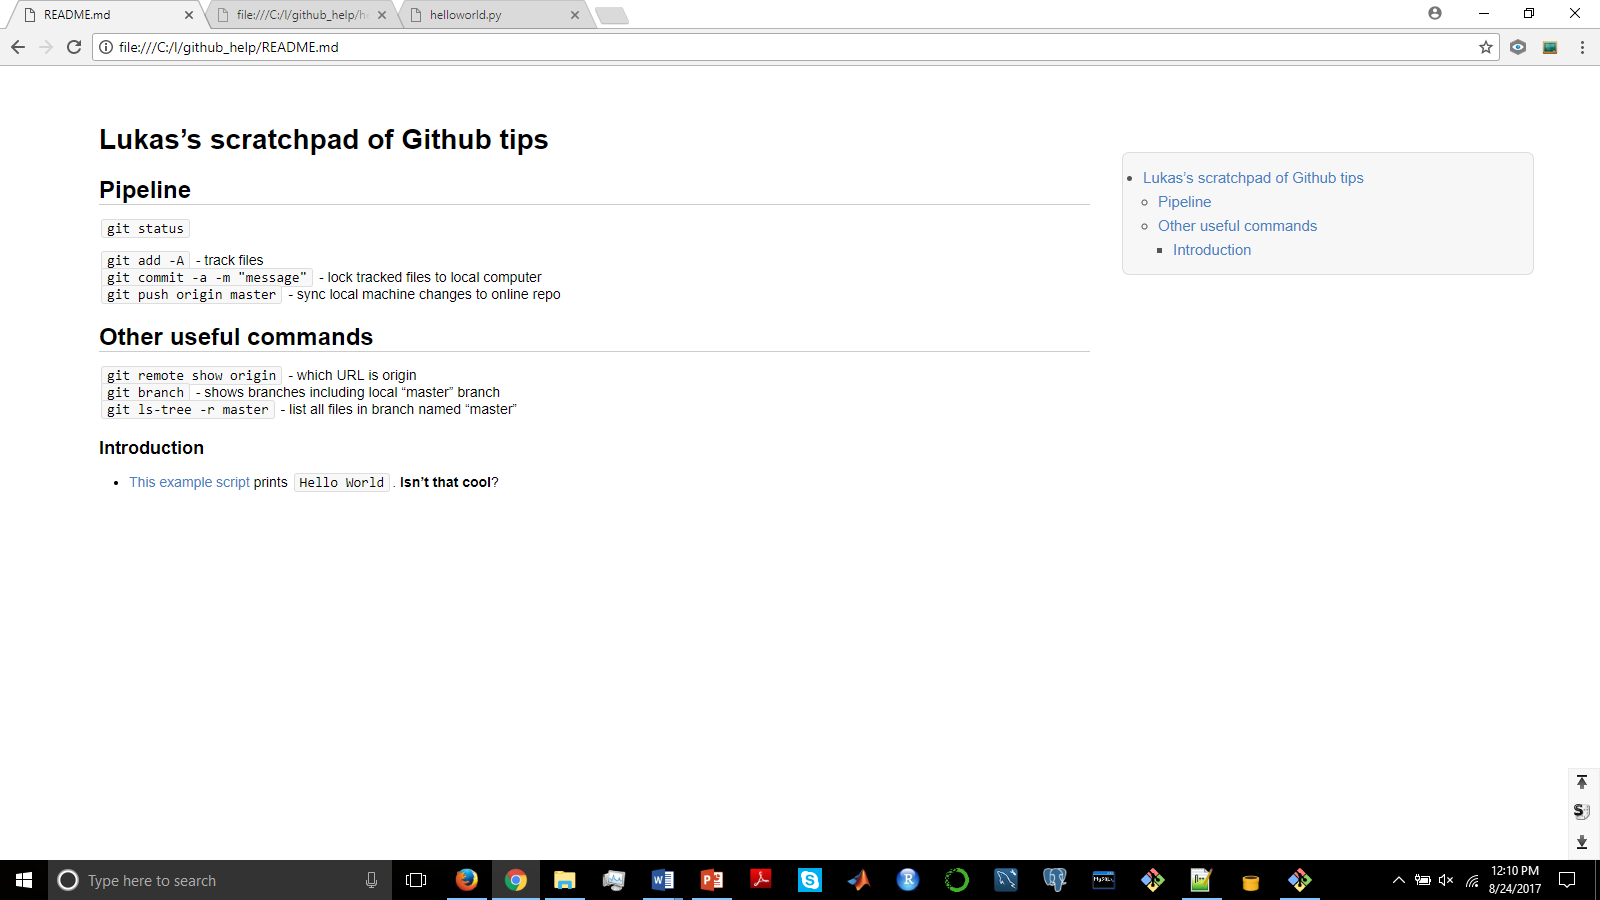 README.md
file:///C:/l/github_help/he
helloworld.py
file:///C:/l/github_help/README.md
Lukas’s scratchpad of Github tips
Pipeline
git status
git add -A - track files
git commit -a -m "message" - lock tracked files to local computer
git push origin master - sync local machine changes to online repo
Other useful commands
git remote show origin - which URL is origin
git branch - shows branches including local “master” branch
git ls-tree -r master - list all files in branch named “master”
Introduction
This example script prints Hello World. Isn’t that cool?
Lukas’s scratchpad of Github tips
Pipeline
Other useful commands
Introduction
Type here to search
12:10 PM
8/24/2017